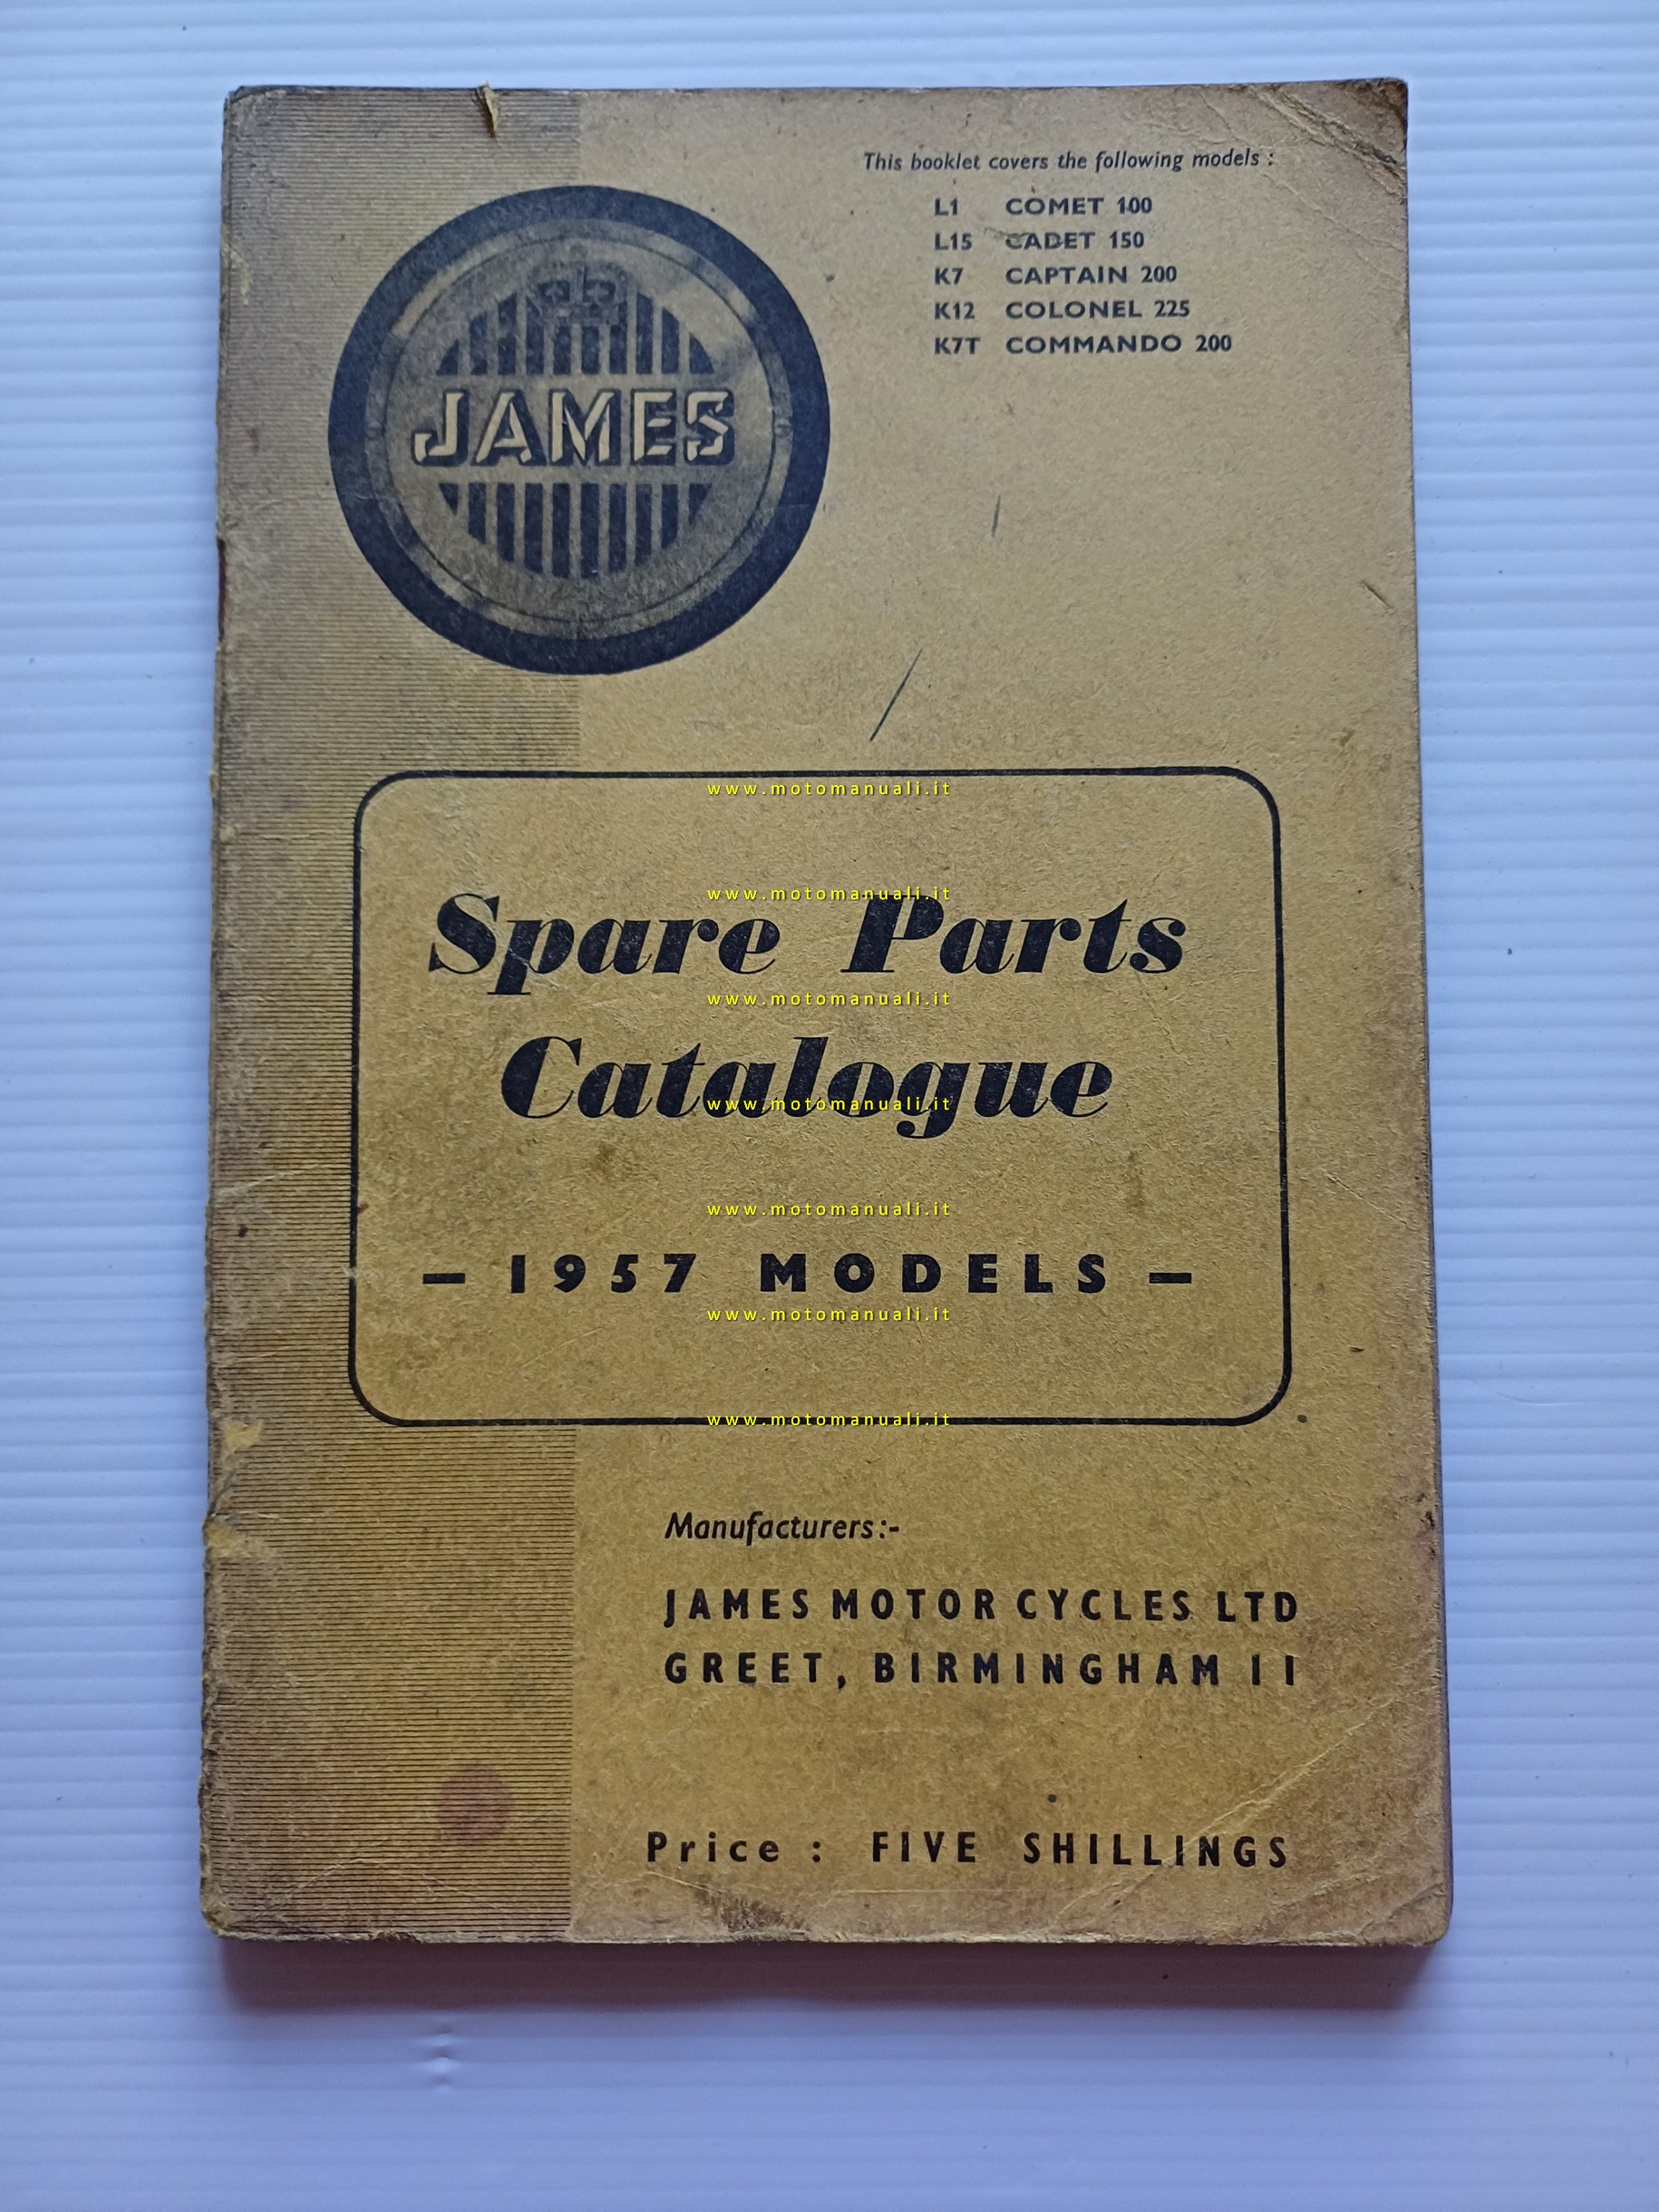 This booklet covers the following models :
L1 COMET 100
L15 CADET 150
K7 CAPTAIN 200
K12 COLONEL 225
K7T COMMANDO 200
JAMES
www.motomanuali.it
www.motomanuali.it
Spare Parts
www.motomanuali.it
Catalogue
www.motomanuali.it
www.motomanuali.it
— 1957 MODELS —
www.motomanuali.it
www.motomanuali.it
Manufacturers:-
JAMES MOTOR CYCLES LTD
GREET, BIRMINGHAM 11
Price : FIVE SHILLINGS